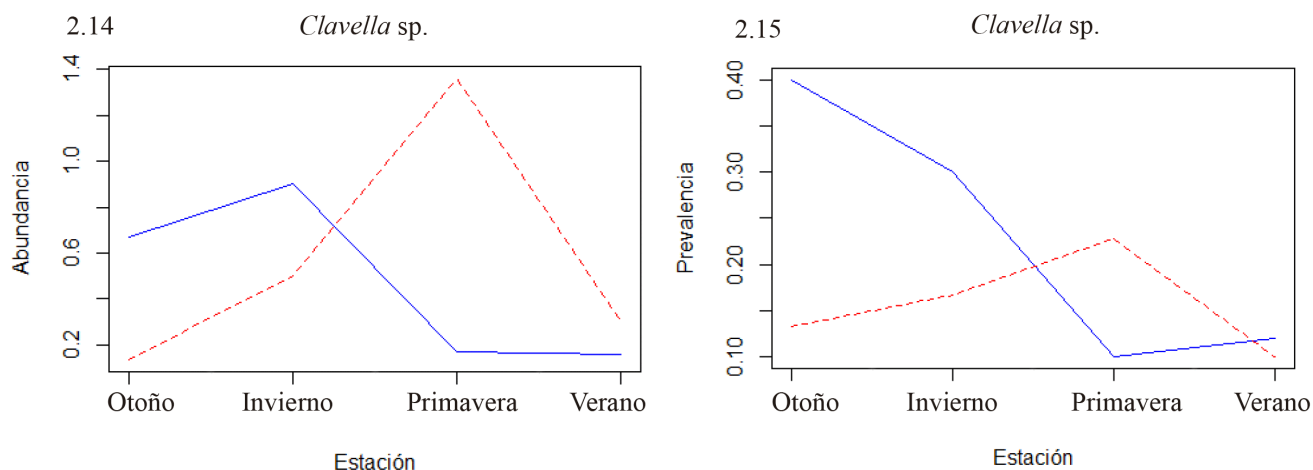 2.14 Clavella sp.
Abundancia
1.4
1.0
0.6
0.2
Otoño Invierno Primavera Verano
Estación
2.15 Clavella sp.
Prevalencia
0.40
0.30
0.20
0.10
Otoño Invierno Primavera Verano
Estación